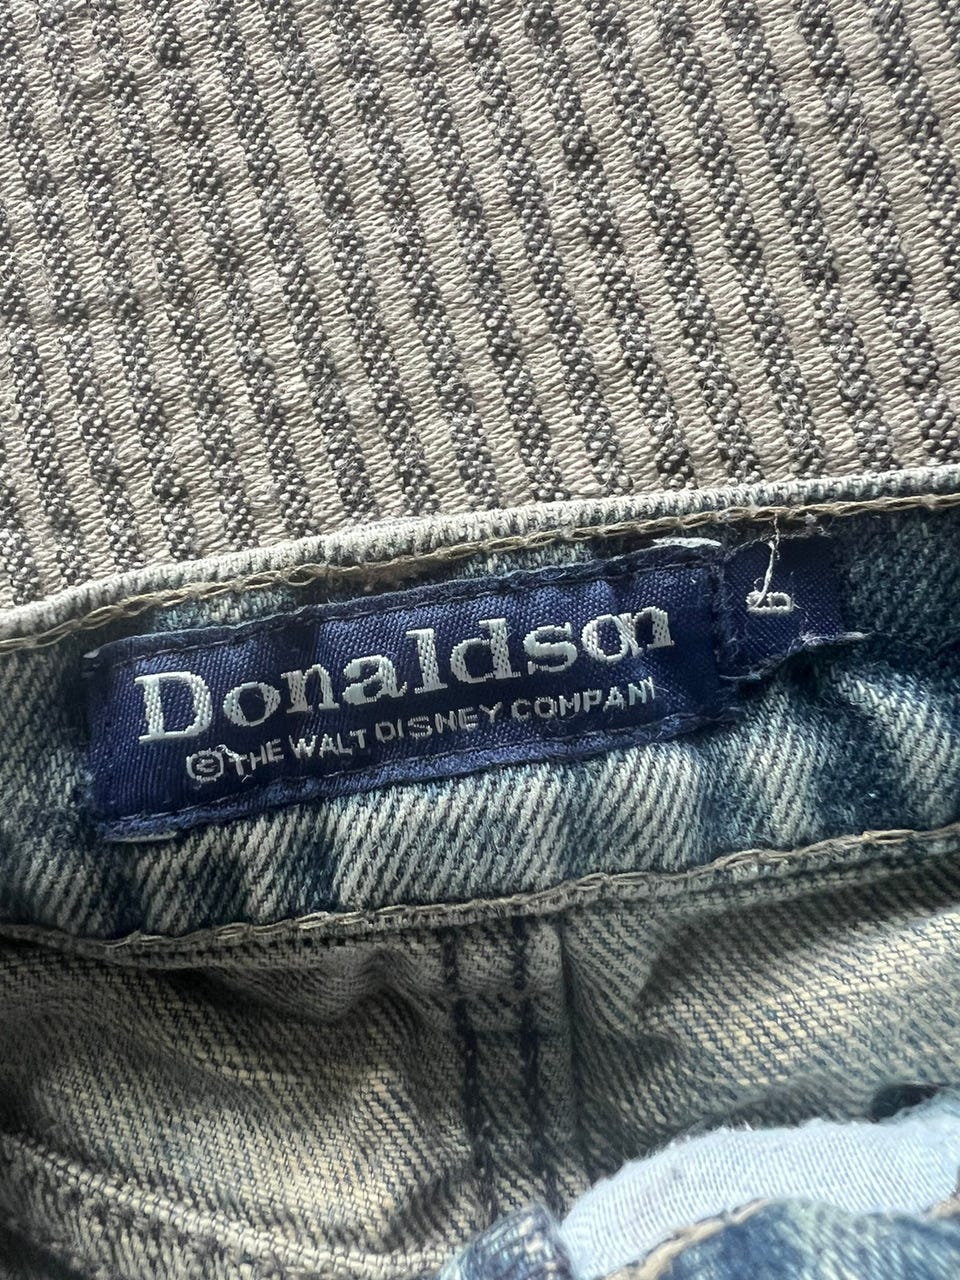 Donaldson
© THE WALT DISNEY COMPANY